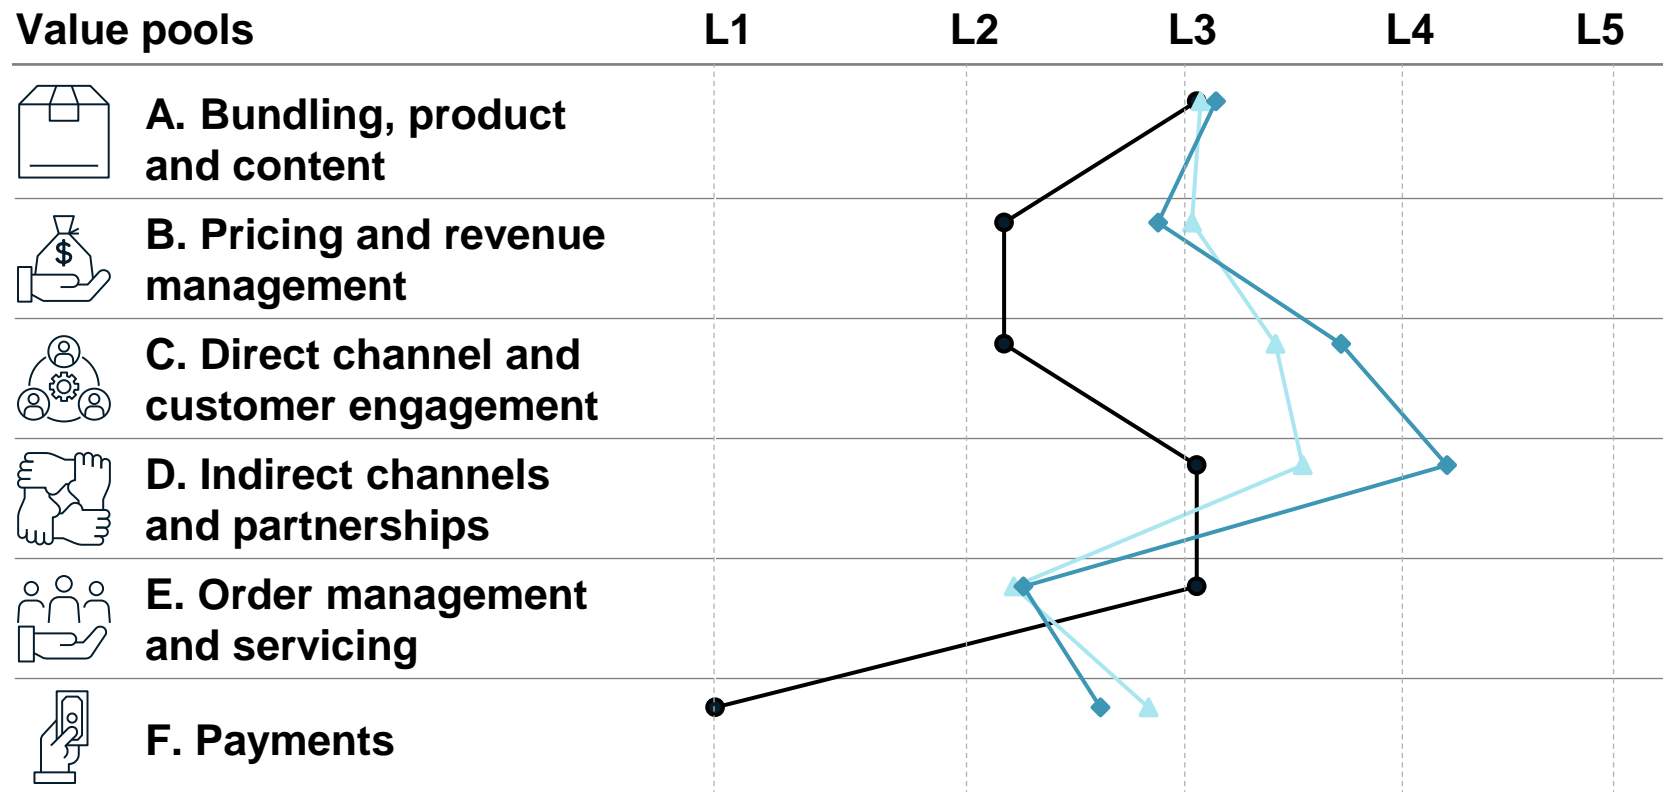 Value pools L1 L2 L3 L4 L5
A. Bundling, product
and content
$
B. Pricing and revenue
management
C. Direct channel and
customer engagement
D. Indirect channels
and partnerships
E. Order management
and servicing
F. Payments